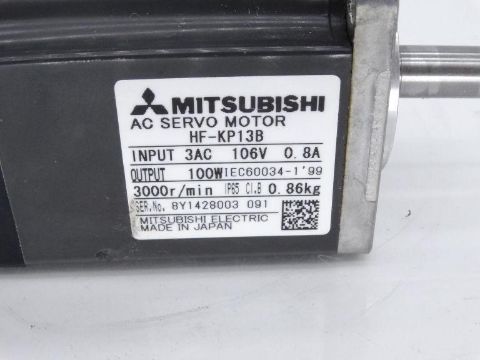 MITSUBISHI
AC SERVO MOTOR
HF-KP13B
INPUT 3AC 106V 0.8A
OUTPUT 100W IEC60034-1'99
3000r/min IP65 Cl.B 0.86kg
SER.No. 8Y1428003 091
MITSUBISHI ELECTRIC
MADE IN JAPAN